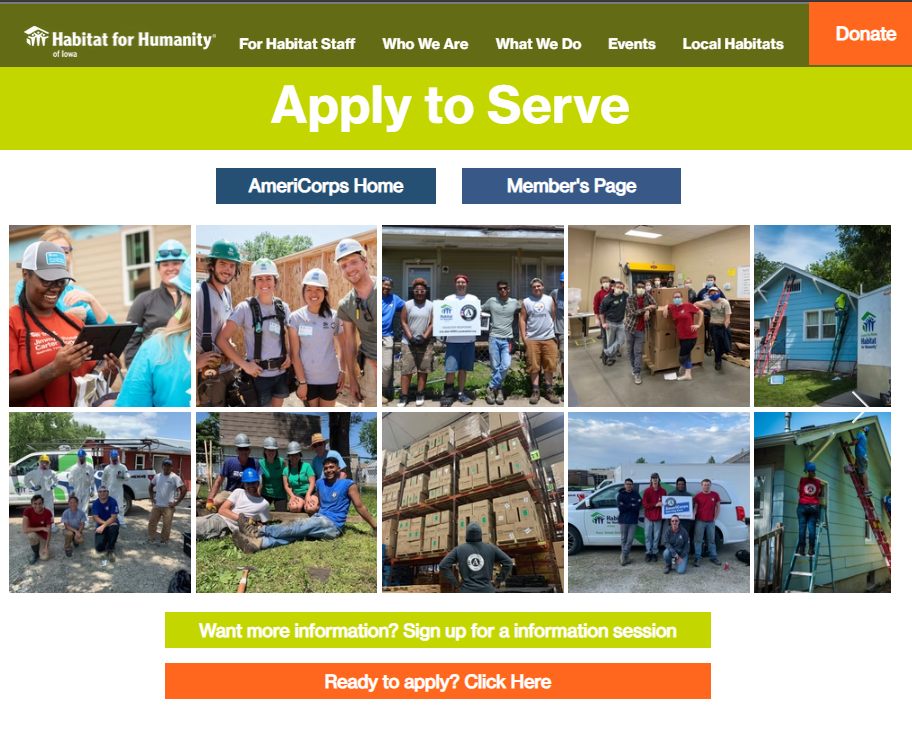 Habitat for Humanity®
of Iowa
For Habitat Staff
Who We Are
What We Do
Events
Local Habitats
Donate
Apply to Serve
AmeriCorps Home
Member's Page
Want more information? Sign up for a information session
Ready to apply? Click Here